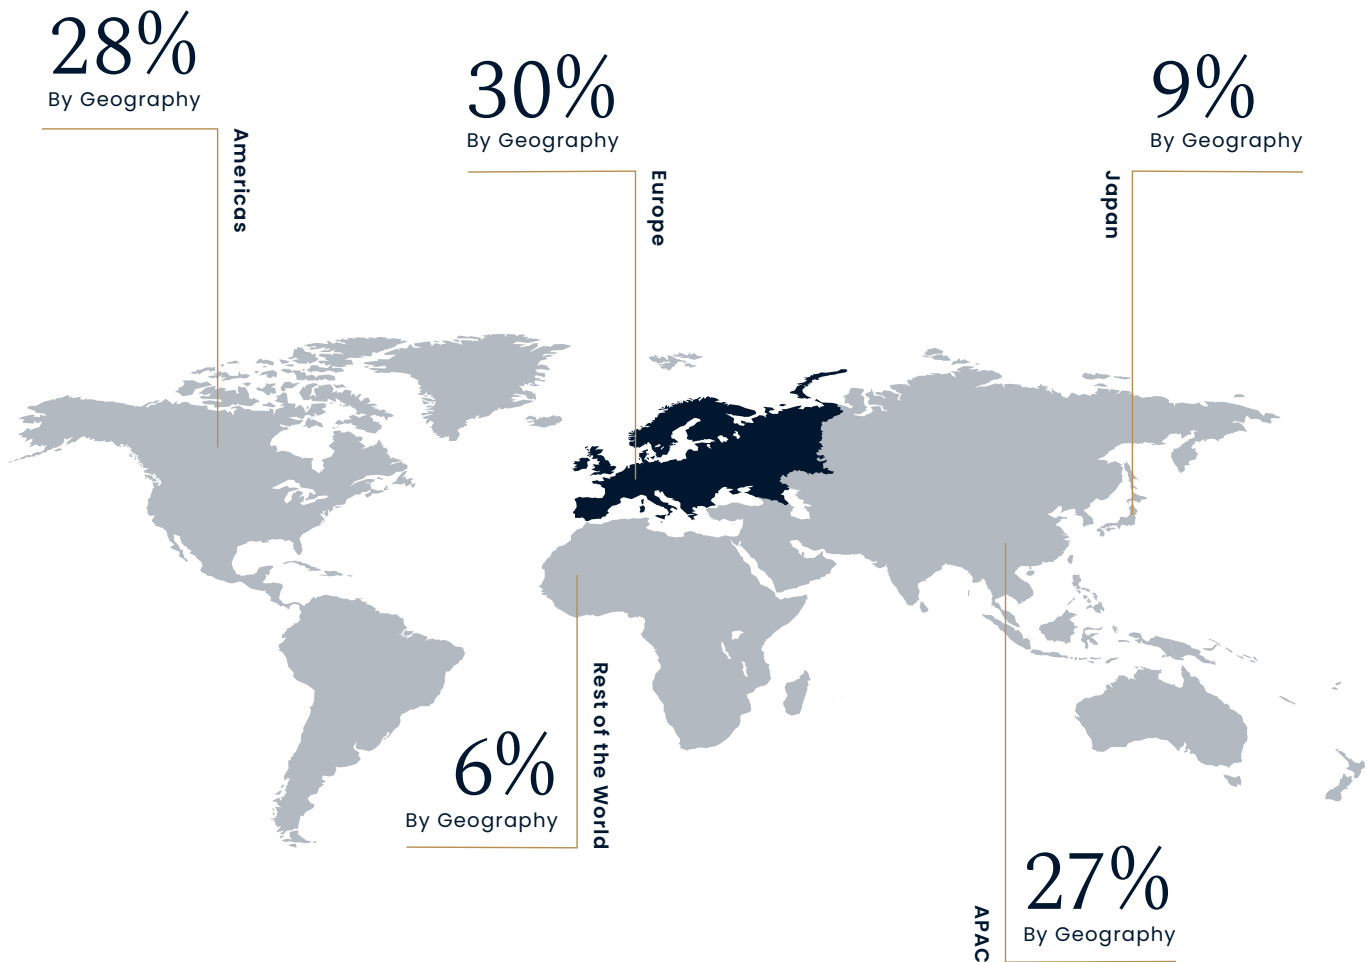 28%
By Geography
Americas
30%
By Geography
Europe
9%
By Geography
Japan
6%
By Geography
Rest of the World
27%
By Geography
APAC